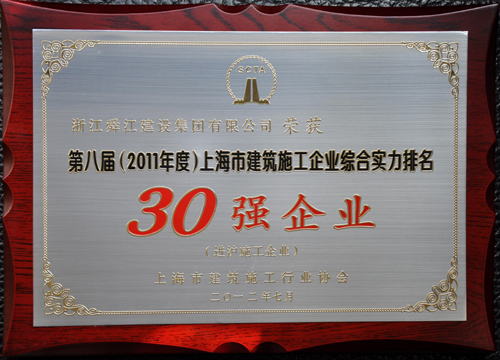 SCTA
浙江舜江建设集团有限公司 荣获
第八届(2011年度)上海市建筑施工企业综合实力排名
30强企业
(进沪施工企业)
上海市建筑施工行业协会
二〇一二年七月